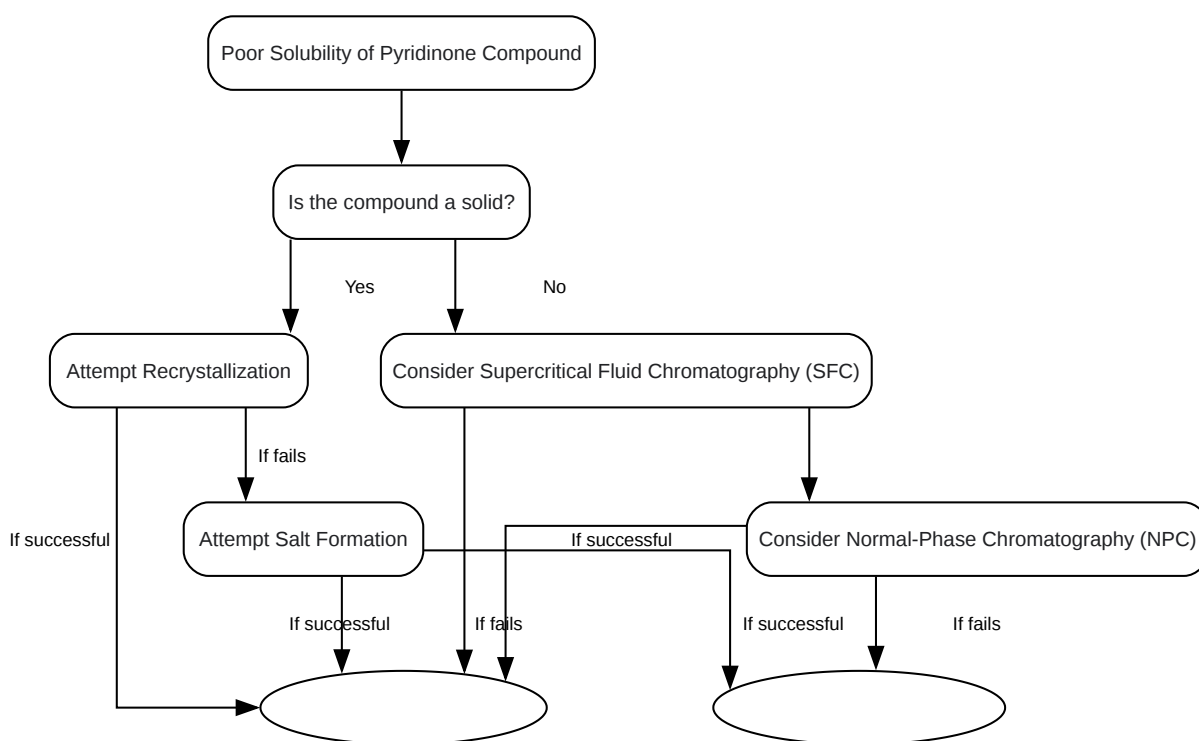 Poor Solubility of Pyridinone Compound
Is the compound a solid?
Yes
No
Attempt Recrystallization
Consider Supercritical Fluid Chromatography (SFC)
If fails
If successful
Attempt Salt Formation
If successful
Consider Normal-Phase Chromatography (NPC)
If successful
If fails
If successful
If fails